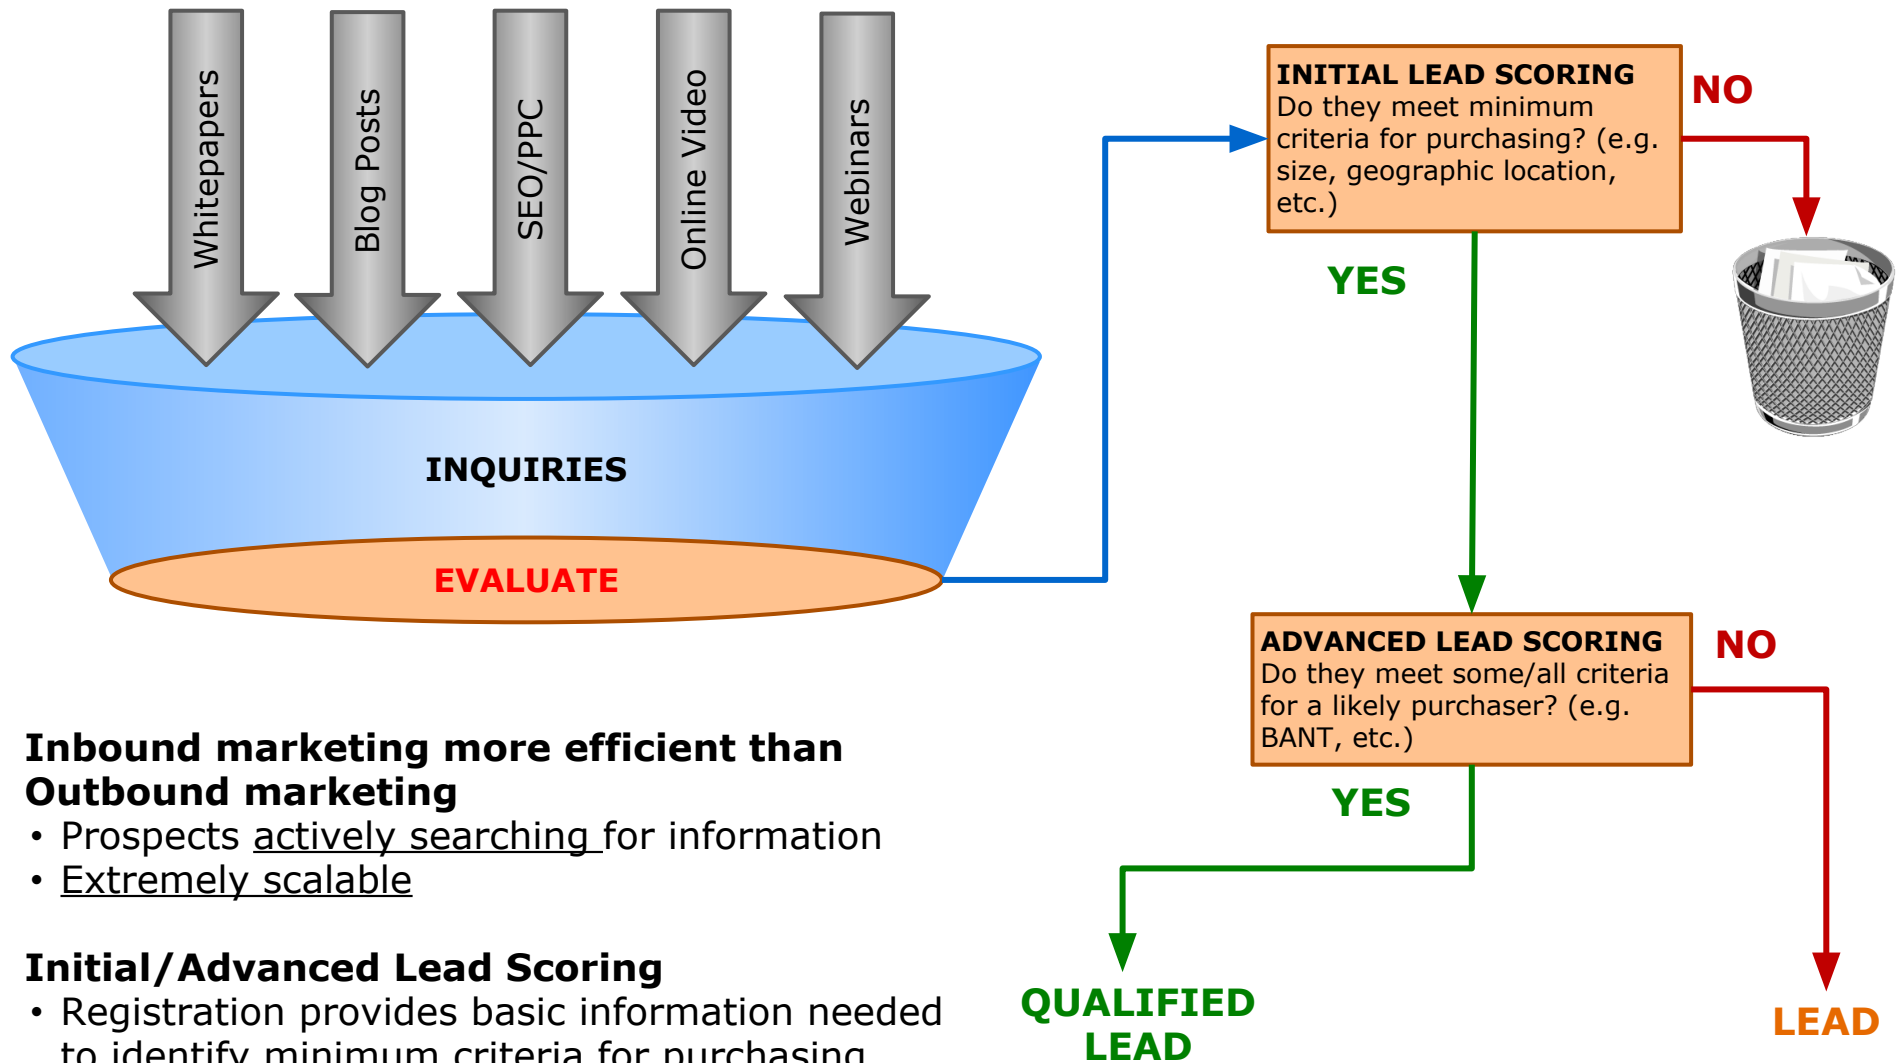 Whitepapers
Blog Posts
SEO/PPC
Online Video
Webinars
INQUIRIES
EVALUATE
INITIAL LEAD SCORING
Do they meet minimum
criteria for purchasing? (e.g.
size, geographic location,
etc.)
NO
YES
ADVANCED LEAD SCORING
Do they meet some/all criteria
for a likely purchaser? (e.g.
BANT, etc.)
NO
YES
QUALIFIED
LEAD
LEAD
Inbound marketing more efficient than
Outbound marketing
• Prospects actively searching for information
• Extremely scalable
Initial/Advanced Lead Scoring
• Registration provides basic information needed
to identify minimum criteria for purchasing